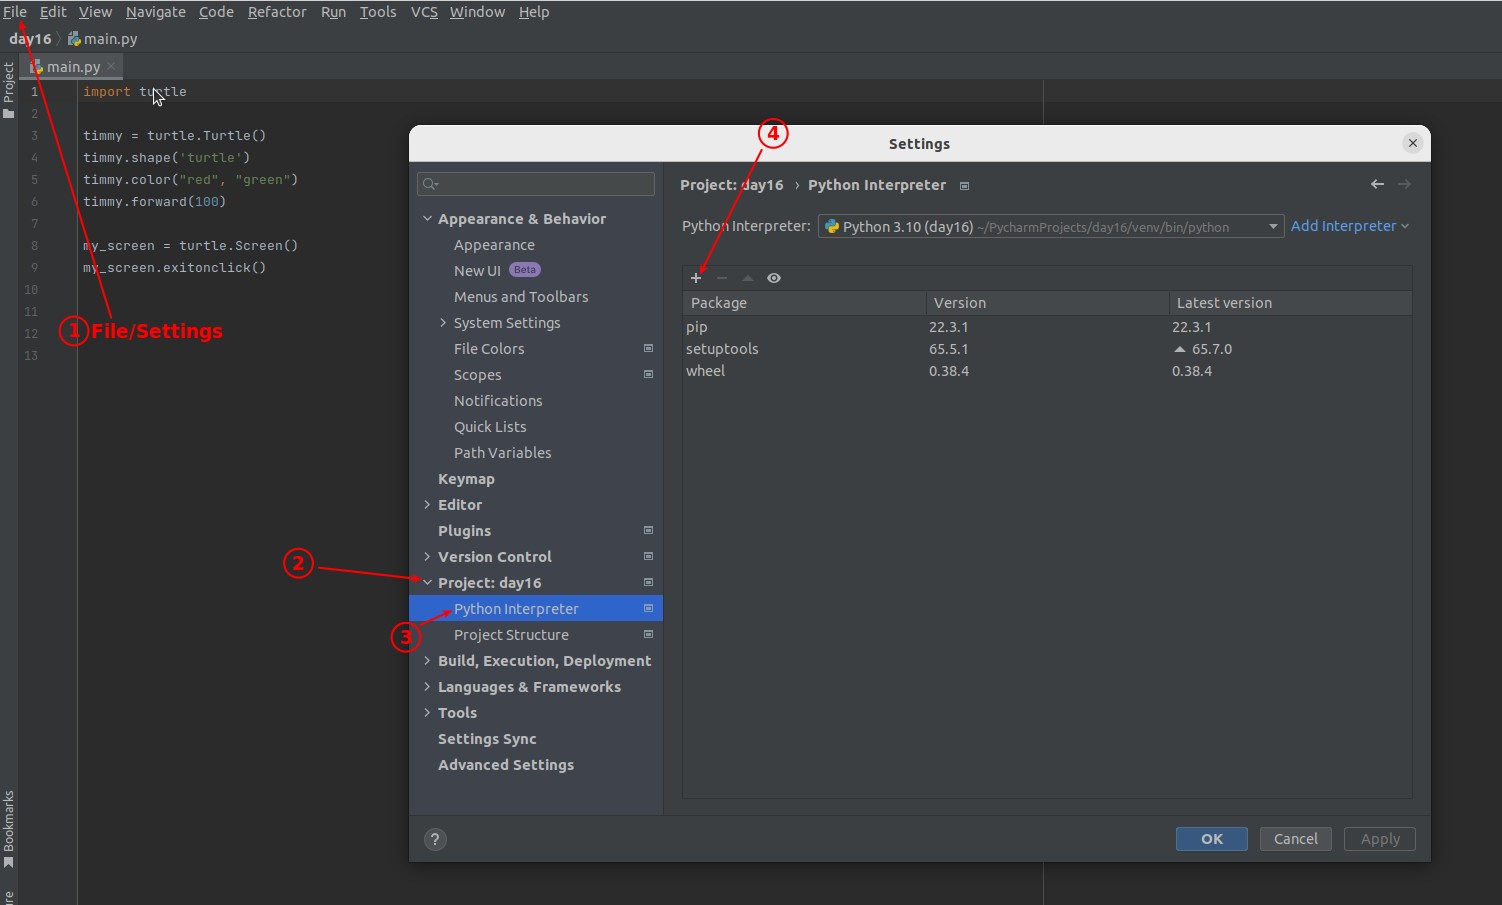 File Edit View Navigate Code Refactor Run Tools VCS Window Help
day16 main.py
main.py
Project
1 import turtle
2
3 timmy = turtle.Turtle()
4 timmy.shape('turtle')
5 timmy.color("red", "green")
6 timmy.forward(100)
7
8 my_screen = turtle.Screen()
9 my_screen.exitonclick()
10
11
12
13
1 File/Settings
2
3
4
Bookmarks
Settings
Appearance & Behavior
Appearance
New UI Beta
Menus and Toolbars
System Settings
File Colors
Scopes
Notifications
Quick Lists
Path Variables
Keymap
Editor
Plugins
Version Control
Project: day16
Python Interpreter
Project Structure
Build, Execution, Deployment
Languages & Frameworks
Tools
Settings Sync
Advanced Settings
Project: day16 › Python Interpreter
Python Interpreter: Python 3.10 (day16) ~/PycharmProjects/day16/venv/bin/python Add Interpreter
Package Version Latest version
pip 22.3.1 22.3.1
setuptools 65.5.1 65.7.0
wheel 0.38.4 0.38.4
? OK Cancel Apply